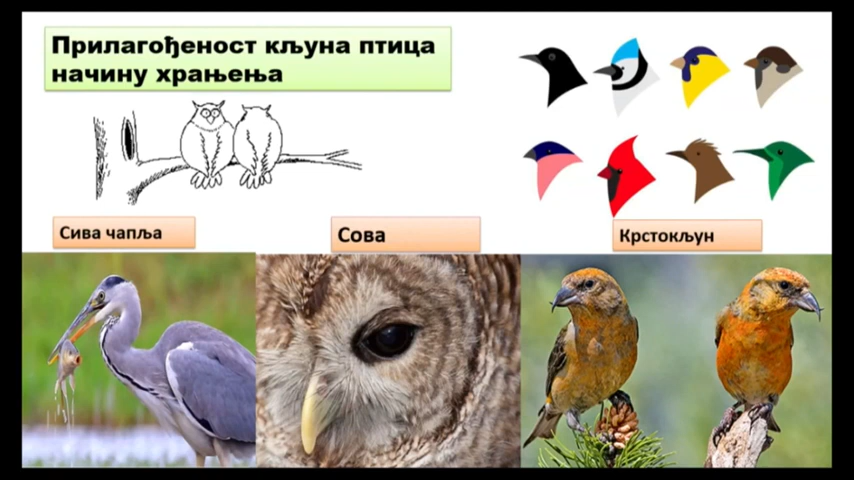 Прилагођеност кљуна птица
начину храњења
Сива чапља
Сова
Крстокљун